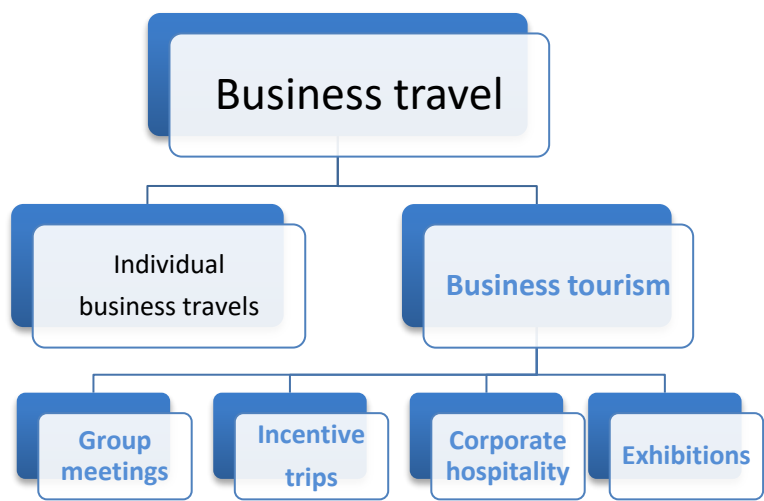 Business travel
Individual
business travels
Business tourism
Group
meetings
Incentive
trips
Corporate
hospitality
Exhibitions